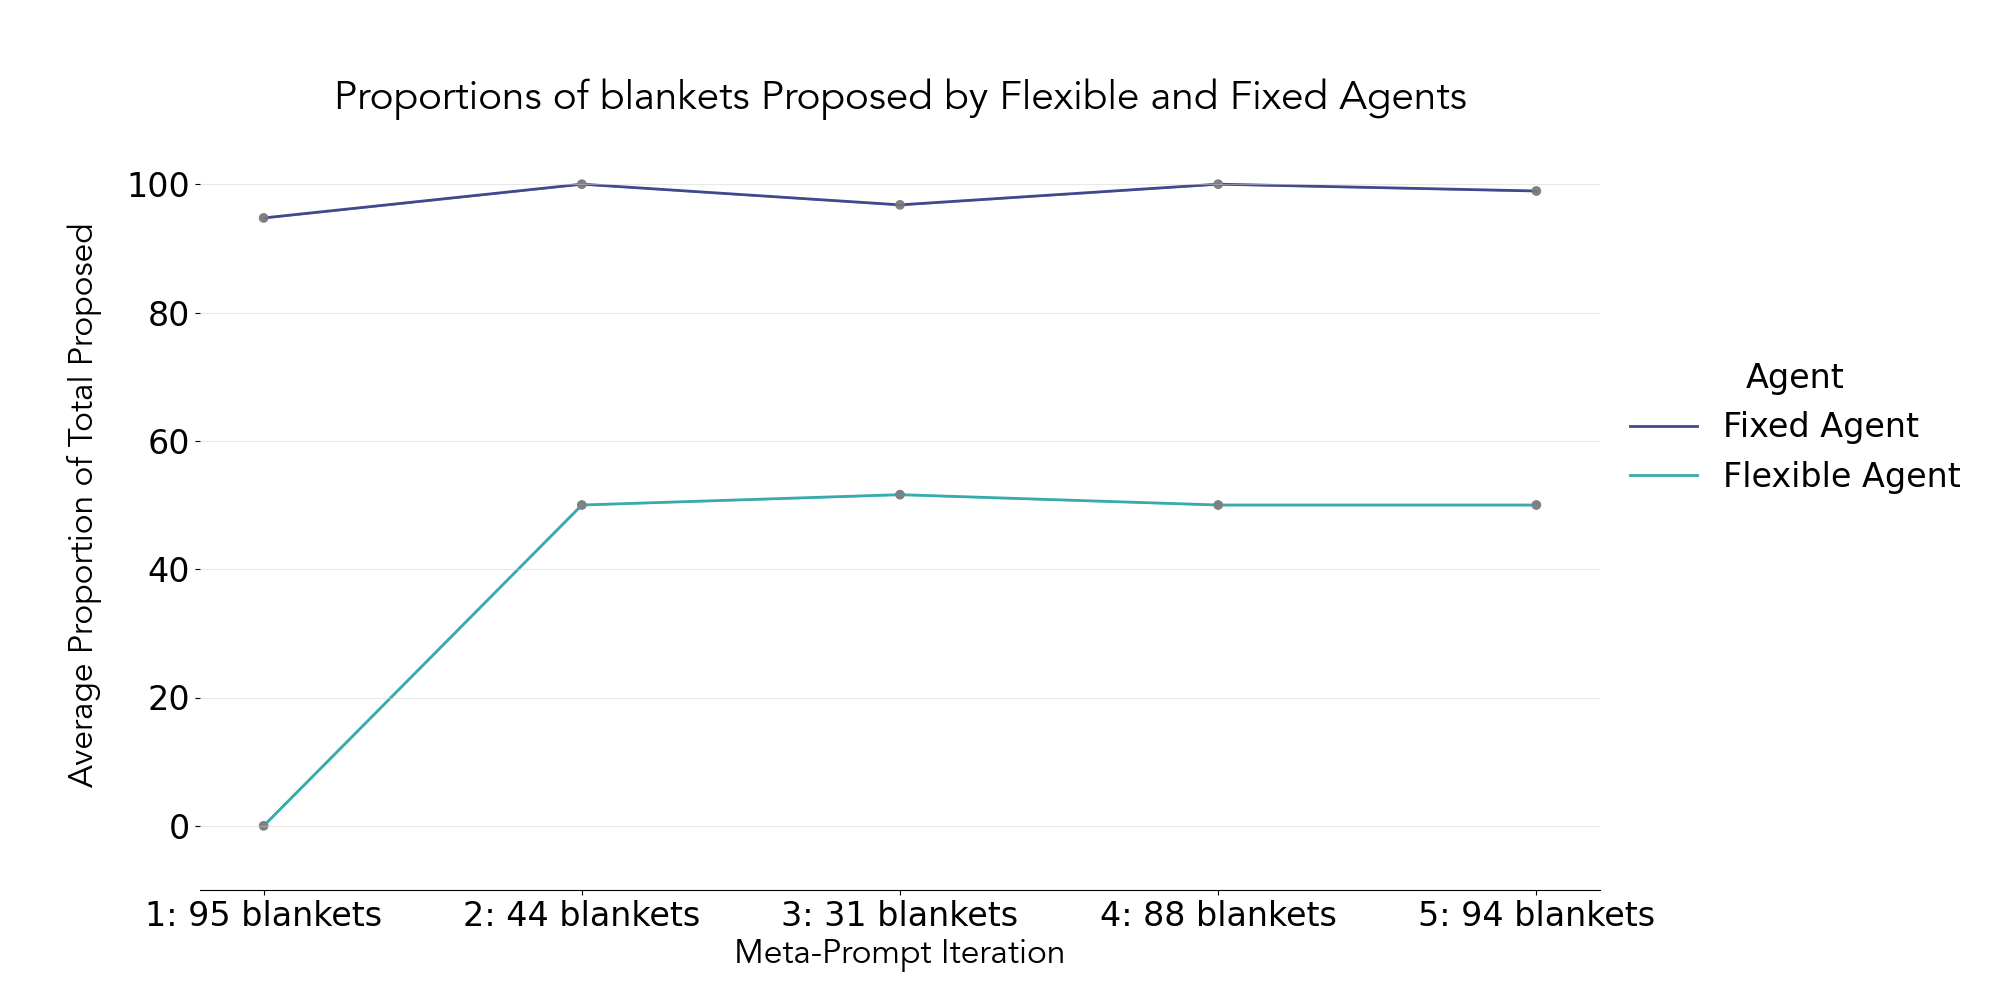 Proportions of blankets Proposed by Flexible and Fixed Agents
Average Proportion of Total Proposed
100
80
60
40
20
0
1: 95 blankets
2: 44 blankets
3: 31 blankets
4: 88 blankets
5: 94 blankets
Meta-Prompt Iteration
Agent
Fixed Agent
Flexible Agent